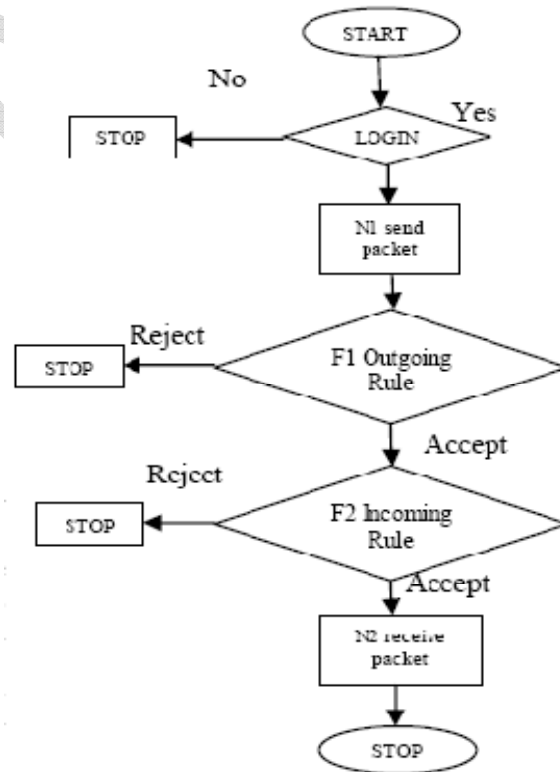 START
No
Yes
STOP
LOGIN
N1 send
packet
Reject
F1 Outgoing
Rule
STOP
Accept
Reject
F2 Incoming
Rule
STOP
Accept
N2 receive
packet
STOP